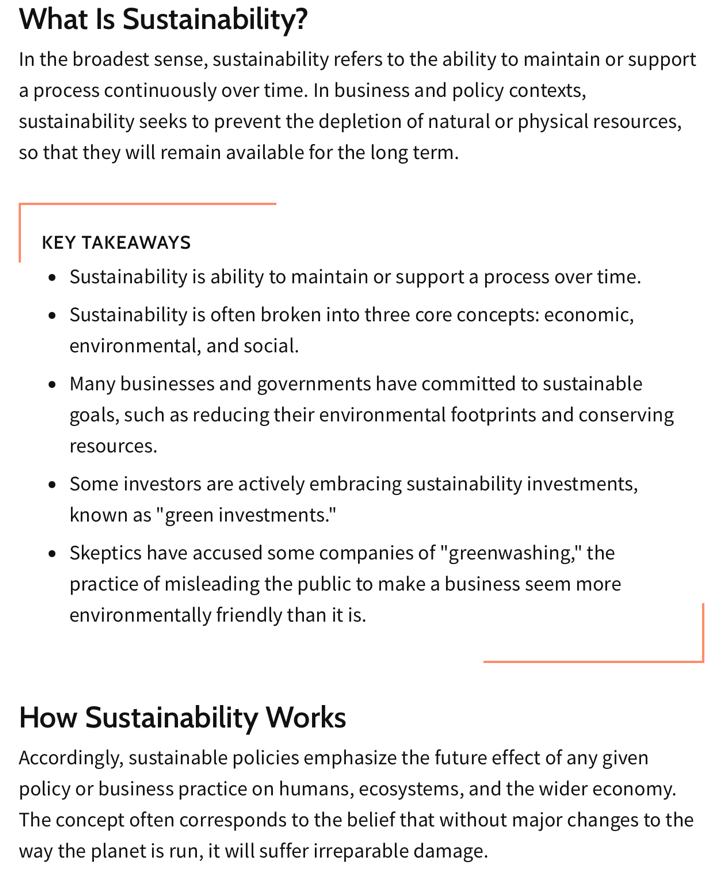 What Is Sustainability?
In the broadest sense, sustainability refers to the ability to maintain or support
a process continuously over time. In business and policy contexts,
sustainability seeks to prevent the depletion of natural or physical resources,
so that they will remain available for the long term.
KEY TAKEAWAYS
• Sustainability is ability to maintain or support a process over time.
• Sustainability is often broken into three core concepts: economic,
environmental, and social.
• Many businesses and governments have committed to sustainable
goals, such as reducing their environmental footprints and conserving
resources.
• Some investors are actively embracing sustainability investments,
known as "green investments."
• Skeptics have accused some companies of "greenwashing," the
practice of misleading the public to make a business seem more
environmentally friendly than it is.
How Sustainability Works
Accordingly, sustainable policies emphasize the future effect of any given
policy or business practice on humans, ecosystems, and the wider economy.
The concept often corresponds to the belief that without major changes to the
way the planet is run, it will suffer irreparable damage.